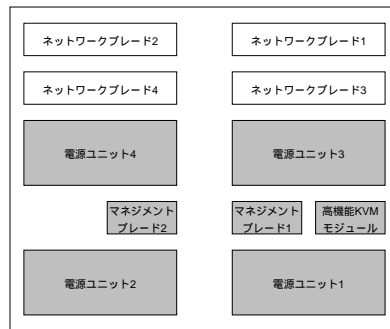 ネットワークブレード2
ネットワークブレード1
ネットワークブレード4
ネットワークブレード3
電源ユニット4
電源ユニット3
マネジメント
ブレード2
マネジメント
ブレード1
高機能KVM
モジュール
電源ユニット2
電源ユニット1